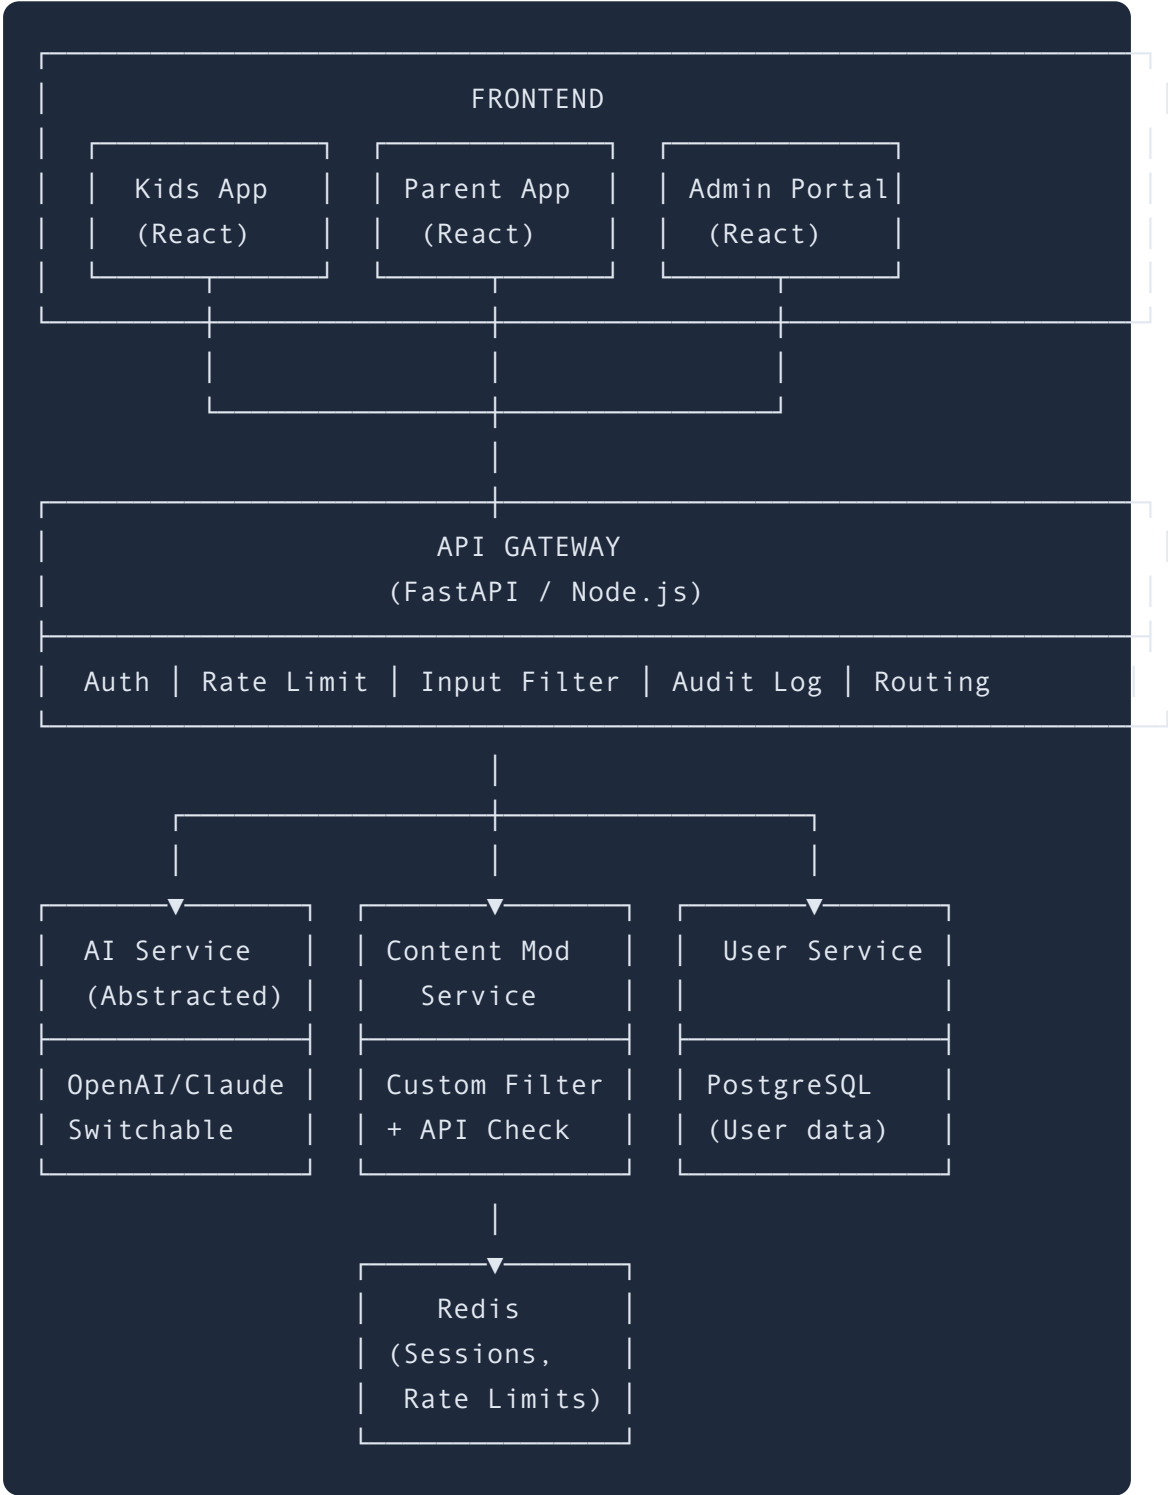 FRONTEND
Kids App
Parent App
Admin Portal
(React)
(React)
(React)
API GATEWAY
(FastAPI / Node.js)
Auth │ Rate Limit │ Input Filter │ Audit Log │ Routing
AI Service
Content Mod
User Service
(Abstracted)
Service
OpenAI/Claude
Custom Filter
PostgreSQL
Switchable
+ API Check
(User data)
Redis
(Sessions,
Rate Limits)